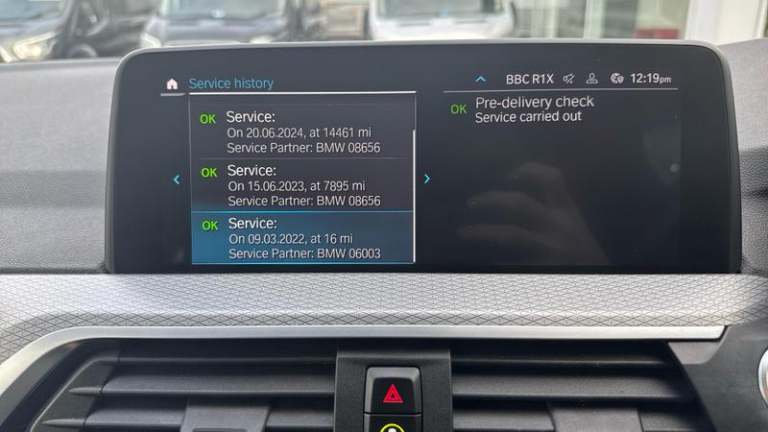 Service history
BBC R1X 12:19pm
OK Service:
On 20.06.2024, at 14461 mi
Service Partner: BMW 08656
OK Service:
On 15.06.2023, at 7895 mi
Service Partner: BMW 08656
OK Service:
On 09.03.2022, at 16 mi
Service Partner: BMW 06003
OK Pre-delivery check
Service carried out